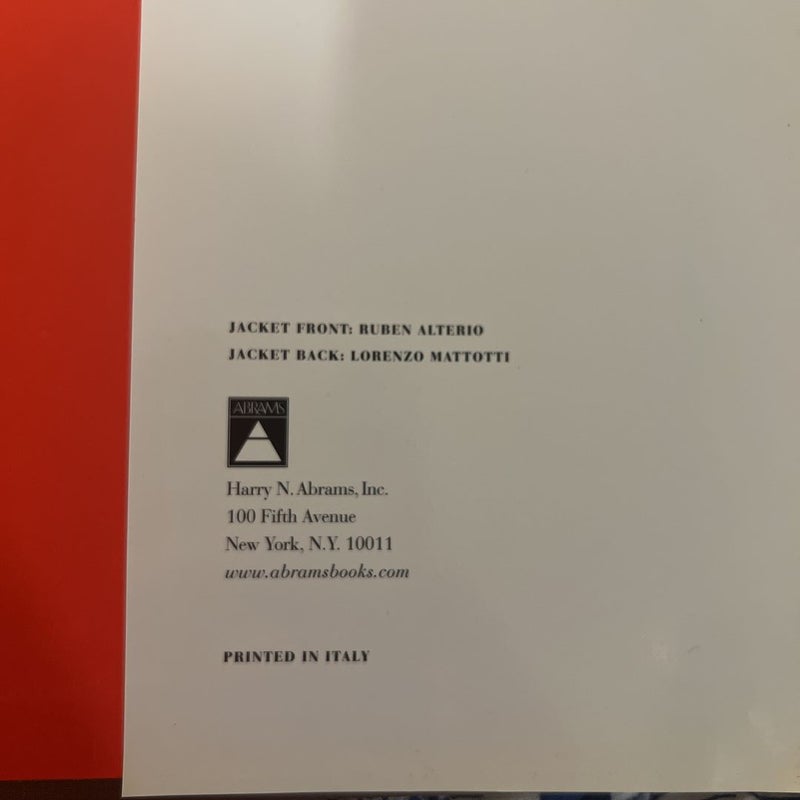 JACKET FRONT: RUBEN ALTERIO
JACKET BACK: LORENZO MATTOTTI
ABRAMS
Harry N. Abrams, Inc.
100 Fifth Avenue
New York, N.Y. 10011
www.abramsbooks.com
PRINTED IN ITALY